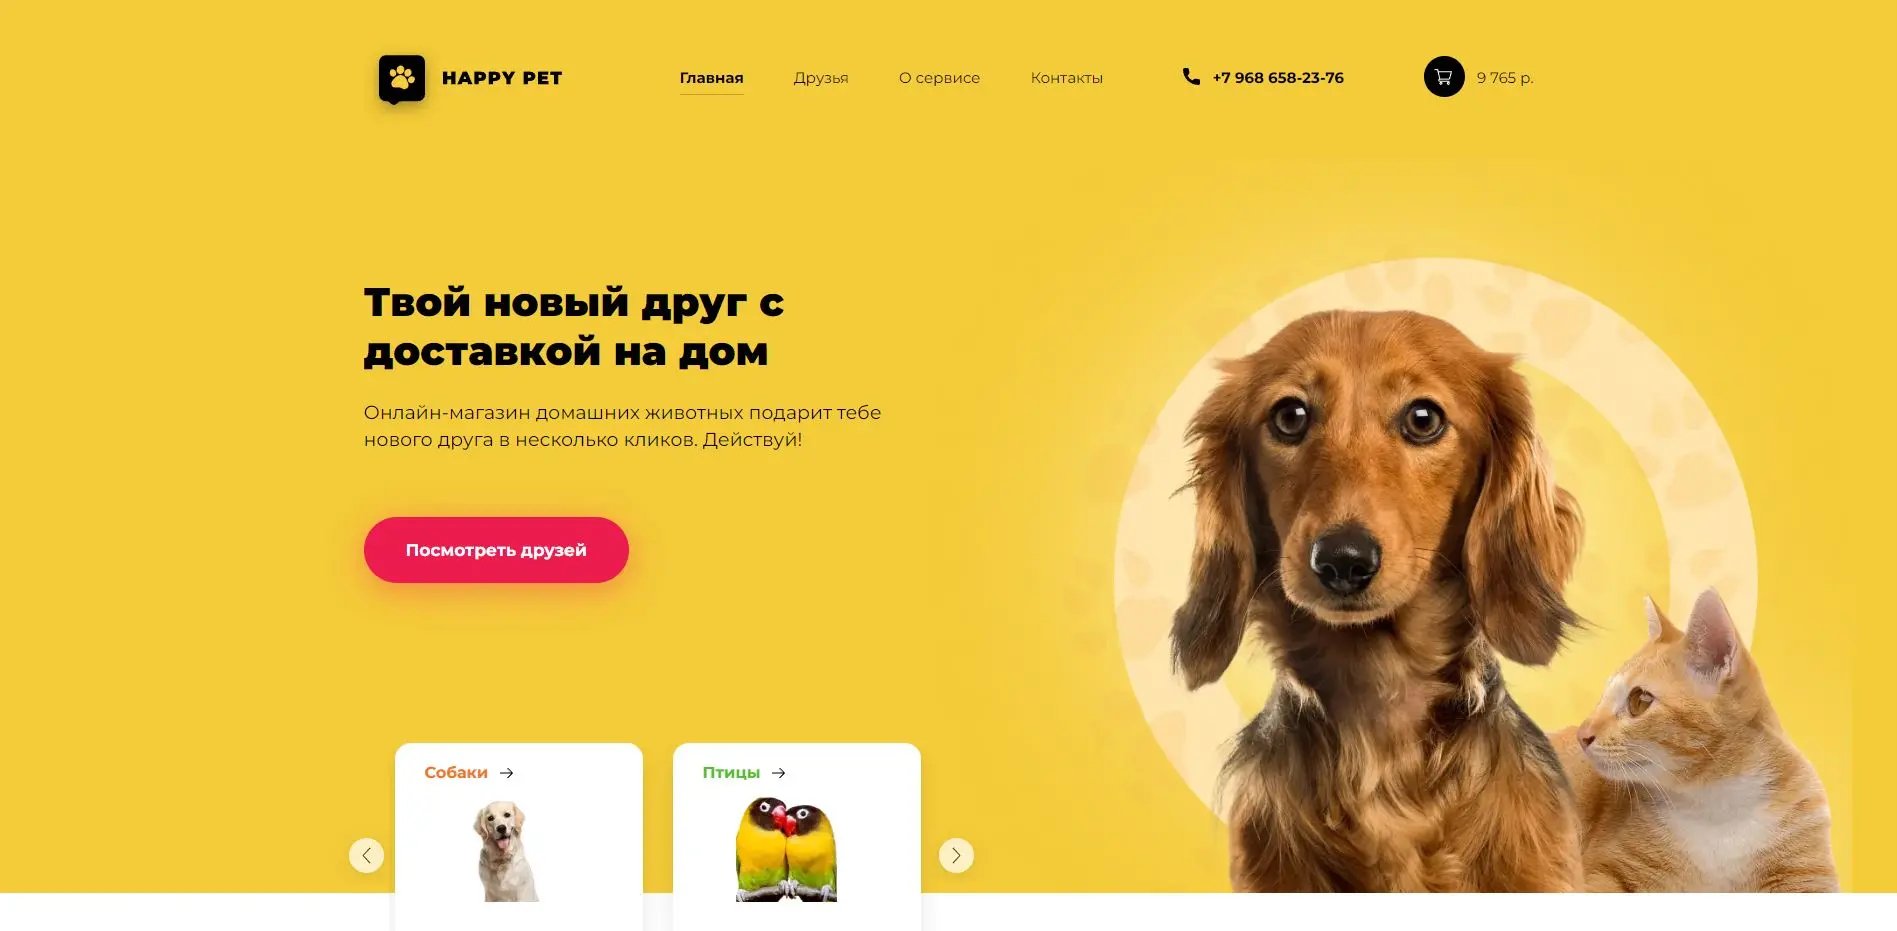 HAPPY PET
Главная
Друзья
О сервисе
Контакты
+7 968 658-23-76
9 765 р.
Твой новый друг с
доставкой на дом
Онлайн-магазин домашних животных подарит тебе
нового друга в несколько кликов. Действуй!
Посмотреть друзей
Собаки →
Птицы →